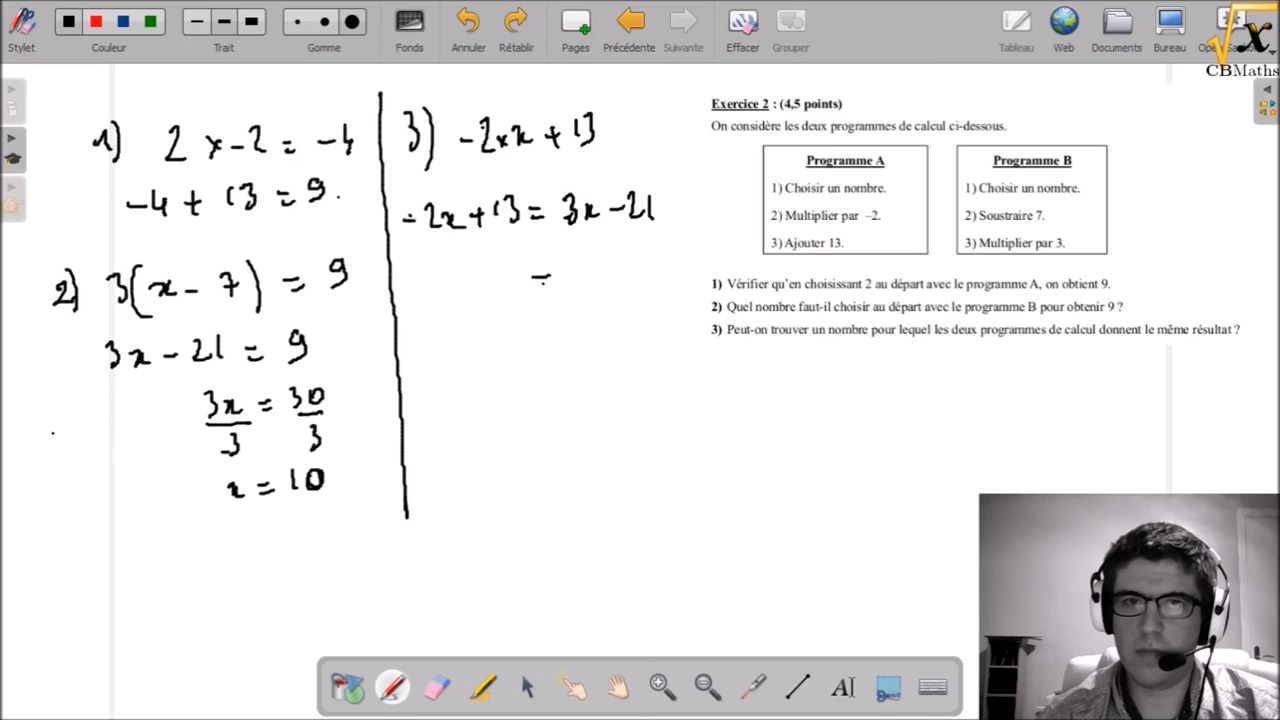 Stylet
Couleur
Trait
Gomme
Fonds
Annuler
Rétablir
Pages
Précédente
Suivante
Effacer
Grouper
Tableau
Web
Documents
Bureau
√x
CBMaths
1) 2 × -2 = -4
-4 + 13 = 9.
2) 3(x - 7) = 9
3x - 21 = 9
3x = 30
3 3
x = 10
3) -2×x + 13
-2x + 13 = 3x - 21
=
Exercice 2 : (4,5 points)
On considère les deux programmes de calcul ci-dessous.
Programme A
1) Choisir un nombre.
2) Multiplier par –2.
3) Ajouter 13.
Programme B
1) Choisir un nombre.
2) Soustraire 7.
3) Multiplier par 3.
1) Vérifier qu'en choisissant 2 au départ avec le programme A, on obtient 9.
2) Quel nombre faut-il choisir au départ avec le programme B pour obtenir 9 ?
3) Peut-on trouver un nombre pour lequel les deux programmes de calcul donnent le même résultat ?
AI